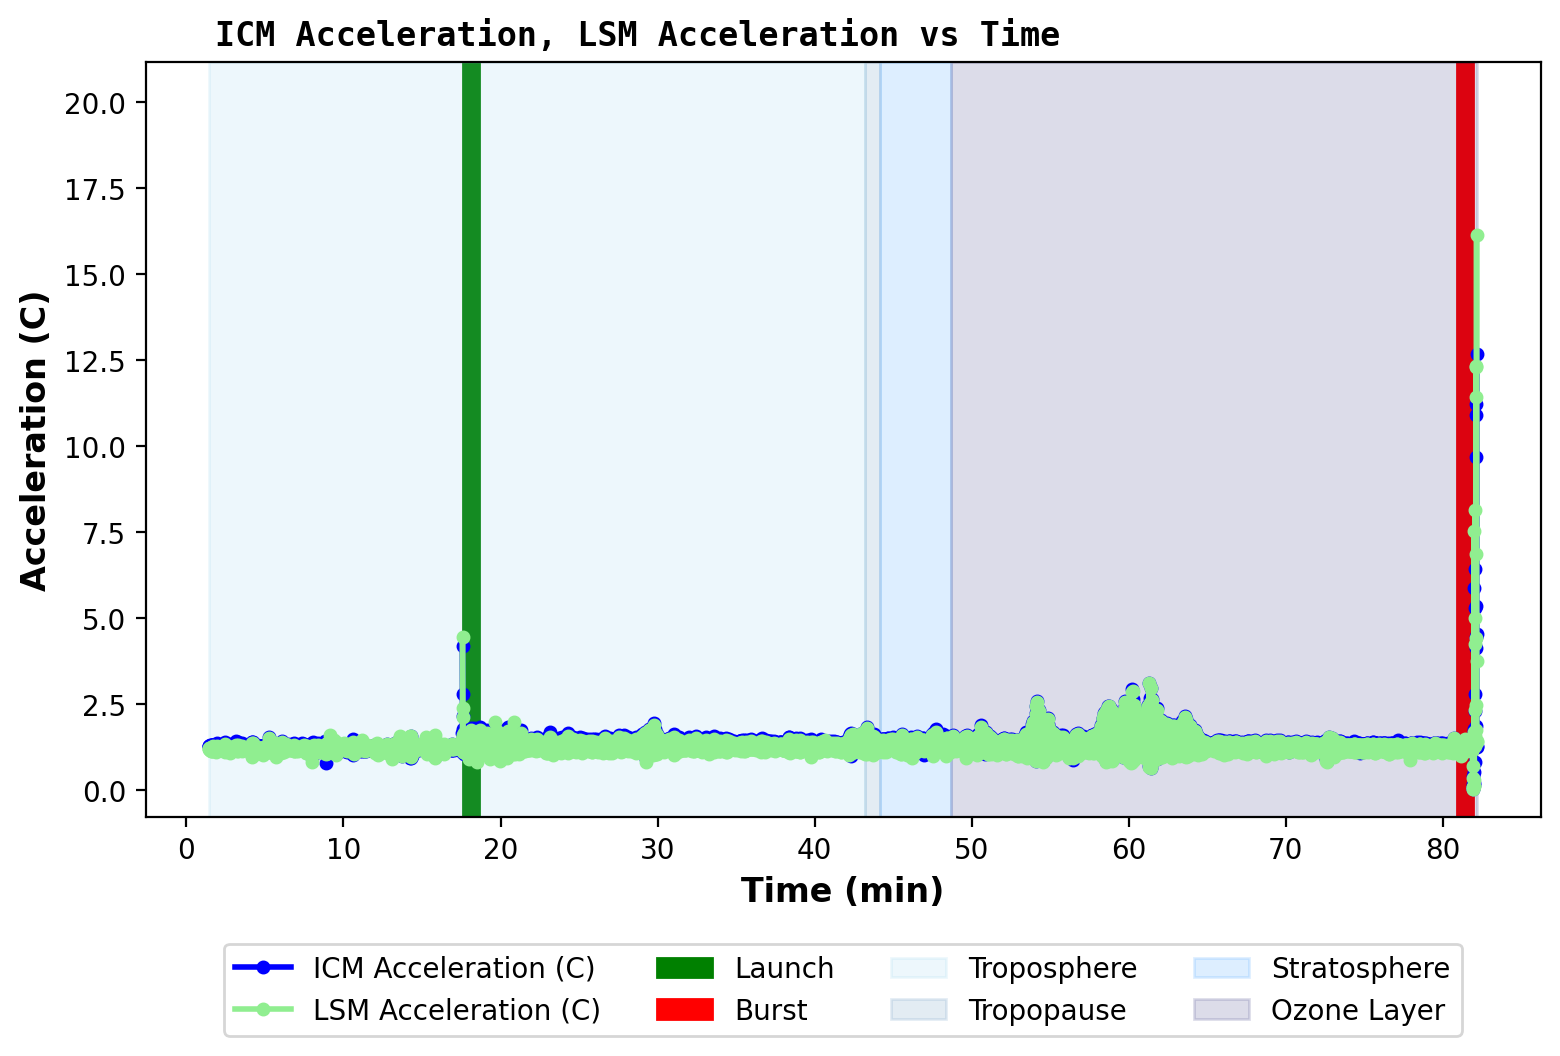 ICM Acceleration, LSM Acceleration vs Time
Acceleration (C)
20.0
17.5
15.0
12.5
10.0
7.5
5.0
2.5
0.0
0 10 20 30 40 50 60 70 80
Time (min)
ICM Acceleration (C) Launch Troposphere Stratosphere
LSM Acceleration (C) Burst Tropopause Ozone Layer